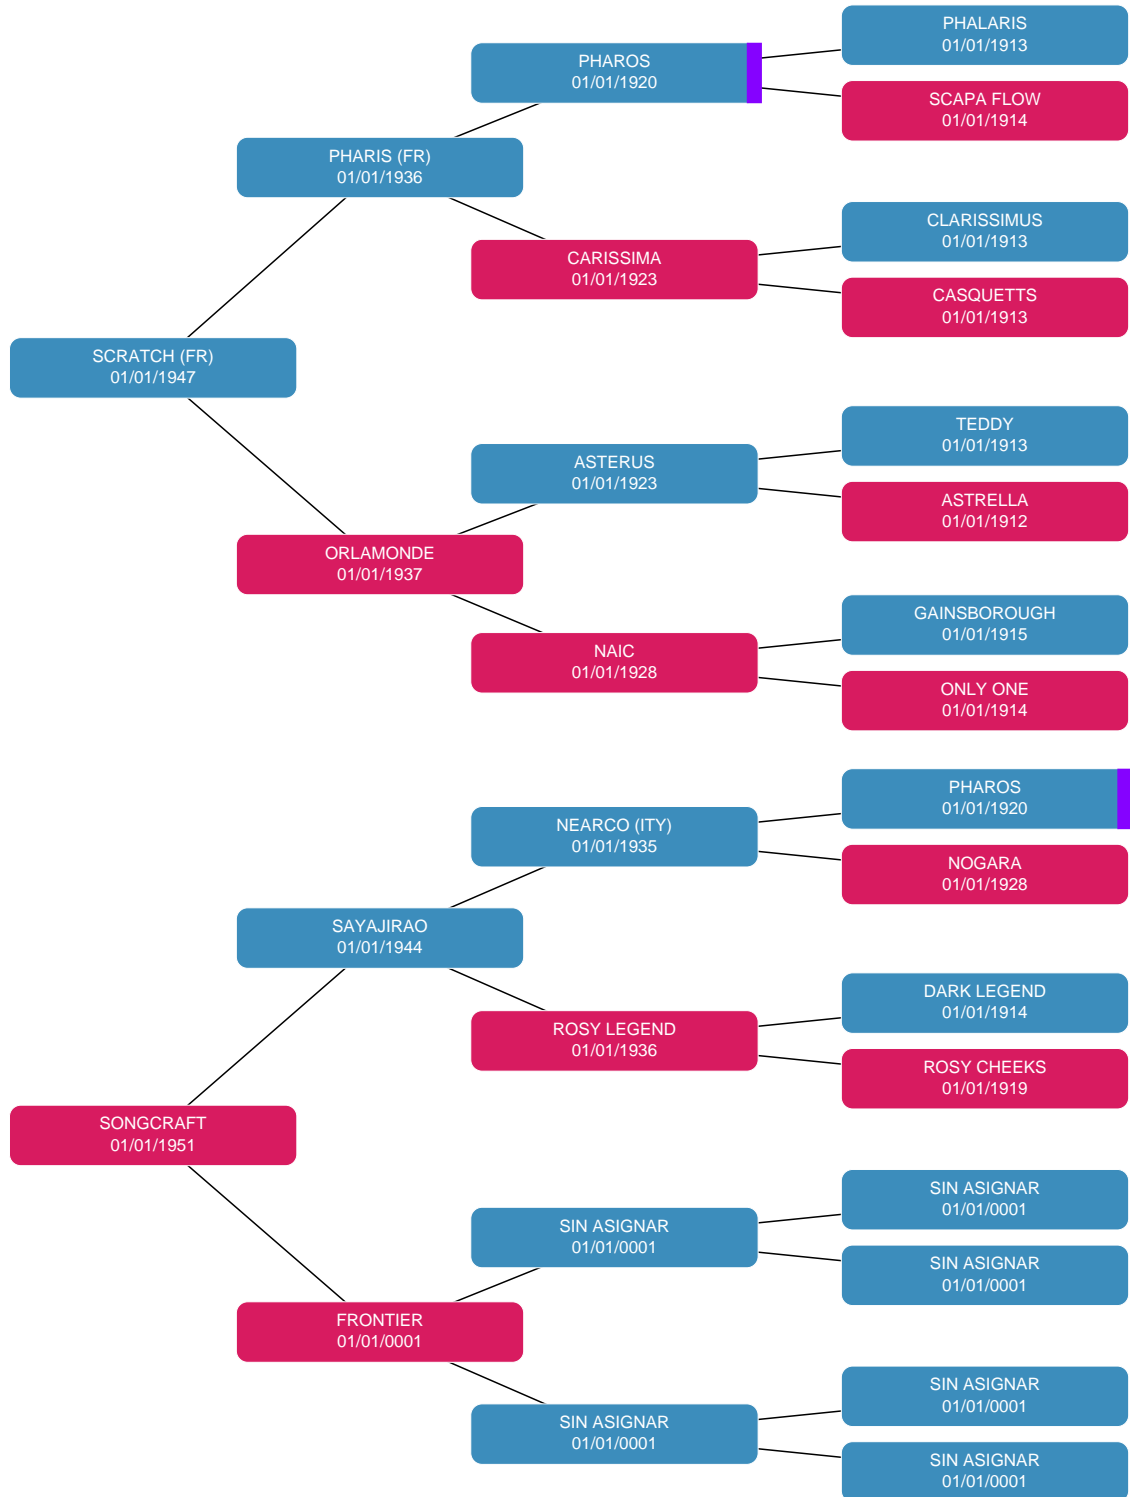 PHALARIS
01/01/1913
PHAROS
01/01/1920
SCAPA FLOW
01/01/1914
PHARIS (FR)
01/01/1936
CLARISSIMUS
01/01/1913
CARISSIMA
01/01/1923
CASQUETTS
01/01/1913
SCRATCH (FR)
01/01/1947
TEDDY
01/01/1913
ASTERUS
01/01/1923
ASTRELLA
01/01/1912
ORLAMONDE
01/01/1937
GAINSBOROUGH
01/01/1915
NAIC
01/01/1928
ONLY ONE
01/01/1914
PHAROS
01/01/1920
NEARCO (ITY)
01/01/1935
NOGARA
01/01/1928
SAYAJIRAO
01/01/1944
DARK LEGEND
01/01/1914
ROSY LEGEND
01/01/1936
ROSY CHEEKS
01/01/1919
SONGCRAFT
01/01/1951
SIN ASIGNAR
01/01/0001
SIN ASIGNAR
01/01/0001
SIN ASIGNAR
01/01/0001
FRONTIER
01/01/0001
SIN ASIGNAR
01/01/0001
SIN ASIGNAR
01/01/0001
SIN ASIGNAR
01/01/0001